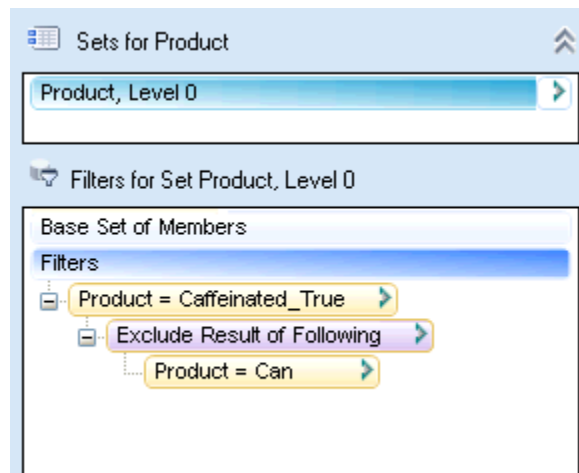 Sets for Product
Product, Level 0
Filters for Set Product, Level 0
Base Set of Members
Filters
Product = Caffeinated_True
Exclude Result of Following
Product = Can